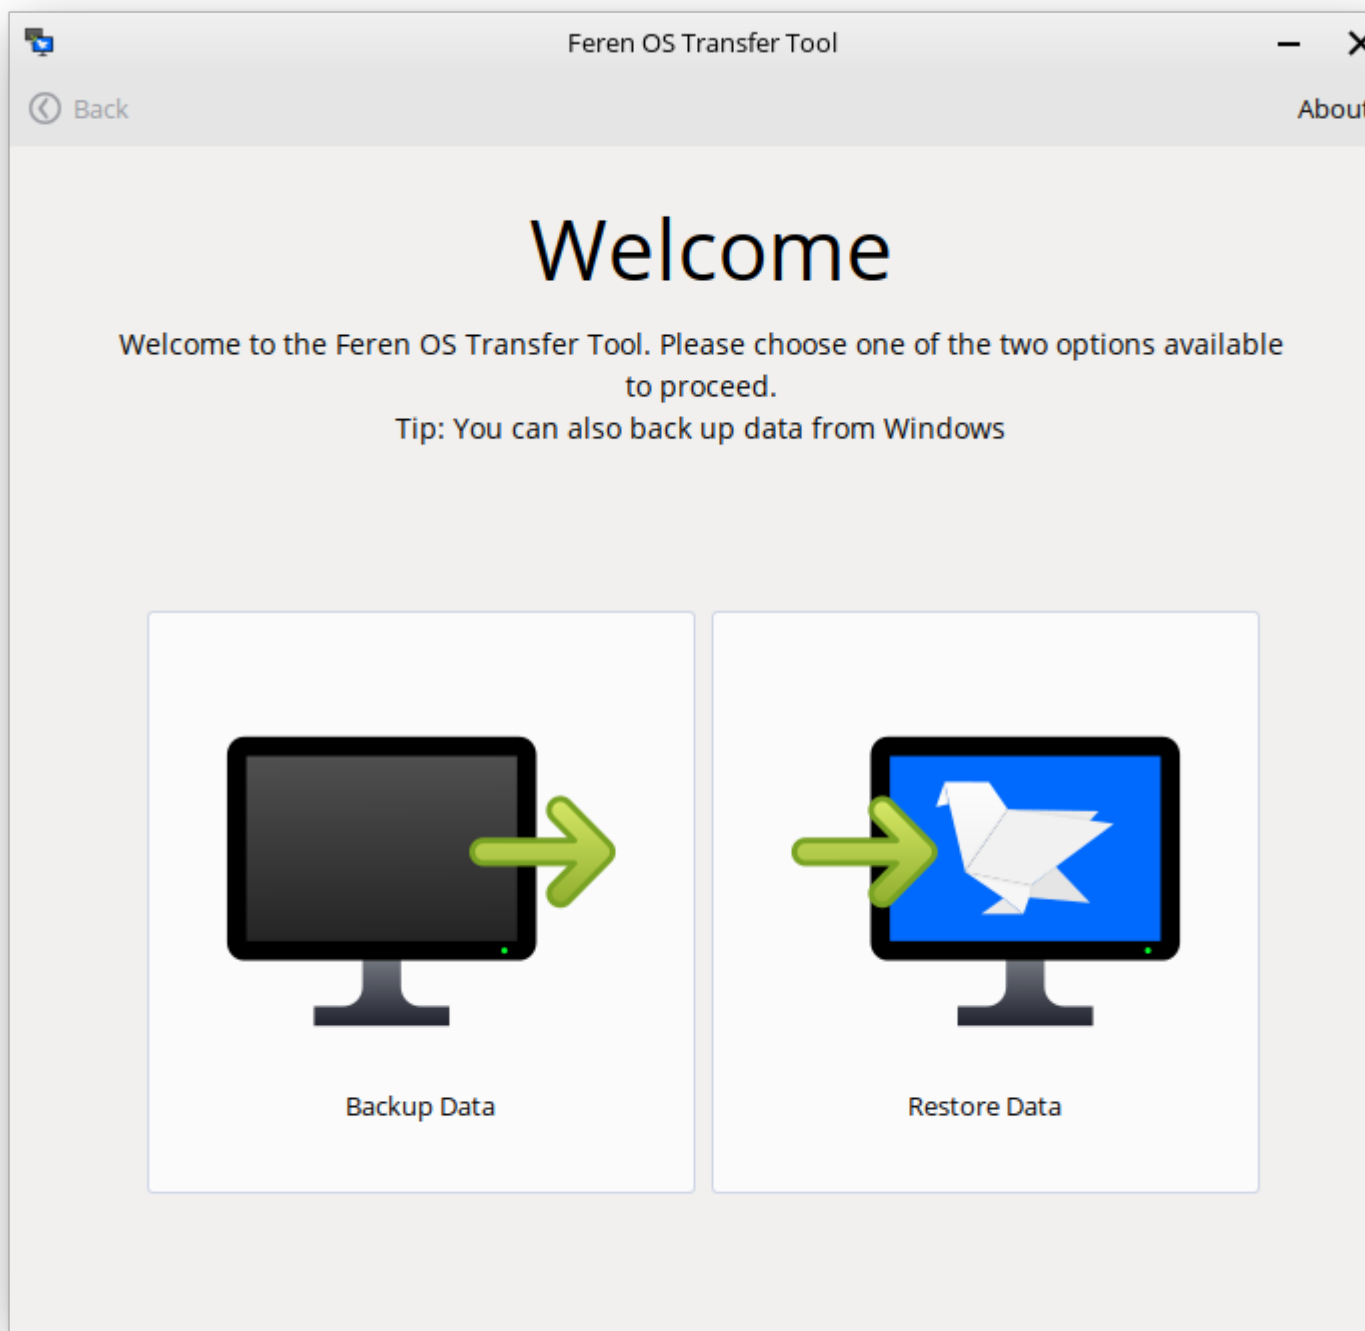 Feren OS Transfer Tool
Back
About
Welcome
Welcome to the Feren OS Transfer Tool. Please choose one of the two options available
to proceed.
Tip: You can also back up data from Windows
Backup Data
Restore Data